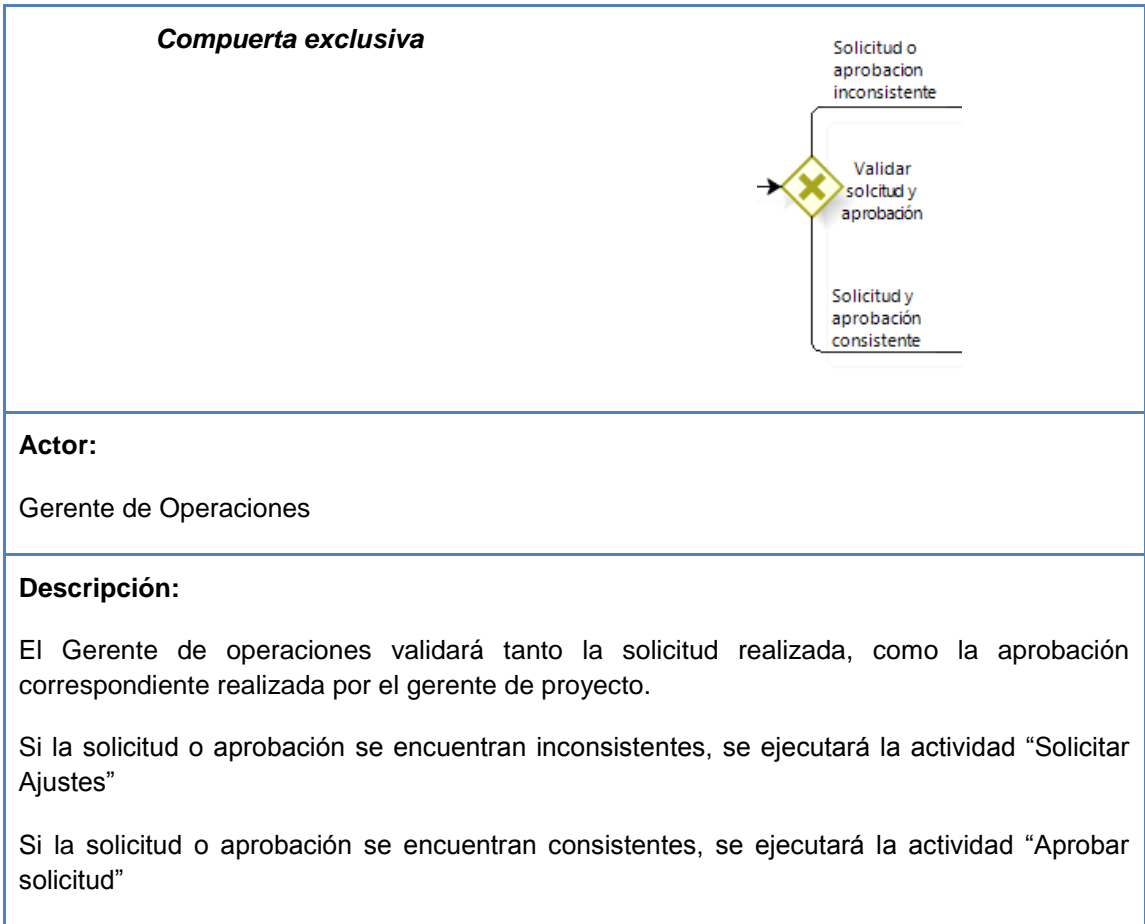 Compuerta exclusiva
Solicitud o
aprobacion
inconsistente
Validar
solcitud y
aprobación
Solicitud y
aprobación
consistente
Actor:
Gerente de Operaciones
Descripción:
El Gerente de operaciones validará tanto la solicitud realizada, como la aprobación
correspondiente realizada por el gerente de proyecto.
Si la solicitud o aprobación se encuentran inconsistentes, se ejecutará la actividad “Solicitar
Ajustes”
Si la solicitud o aprobación se encuentran consistentes, se ejecutará la actividad “Aprobar
solicitud”